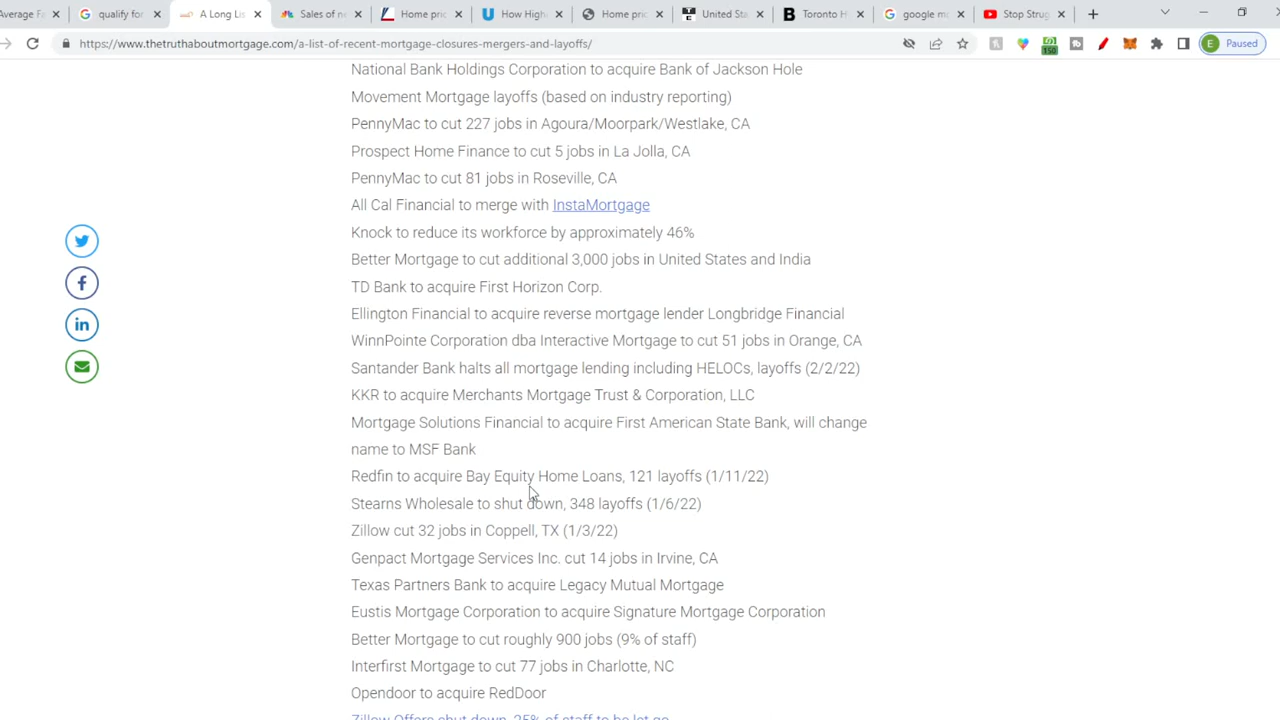 Average F
qualify for
A Long Lis
Sales of n
Home pric
How High
Home pric
United Sta
Toronto H
google m
Stop Strug
https://www.thetruthaboutmortgage.com/a-list-of-recent-mortgage-closures-mergers-and-layoffs/
150
E Paused
National Bank Holdings Corporation to acquire Bank of Jackson Hole
Movement Mortgage layoffs (based on industry reporting)
PennyMac to cut 227 jobs in Agoura/Moorpark/Westlake, CA
Prospect Home Finance to cut 5 jobs in La Jolla, CA
PennyMac to cut 81 jobs in Roseville, CA
All Cal Financial to merge with InstaMortgage
Knock to reduce its workforce by approximately 46%
Better Mortgage to cut additional 3,000 jobs in United States and India
TD Bank to acquire First Horizon Corp.
Ellington Financial to acquire reverse mortgage lender Longbridge Financial
WinnPointe Corporation dba Interactive Mortgage to cut 51 jobs in Orange, CA
Santander Bank halts all mortgage lending including HELOCs, layoffs (2/2/22)
KKR to acquire Merchants Mortgage Trust & Corporation, LLC
Mortgage Solutions Financial to acquire First American State Bank, will change
name to MSF Bank
Redfin to acquire Bay Equity Home Loans, 121 layoffs (1/11/22)
Stearns Wholesale to shut down, 348 layoffs (1/6/22)
Zillow cut 32 jobs in Coppell, TX (1/3/22)
Genpact Mortgage Services Inc. cut 14 jobs in Irvine, CA
Texas Partners Bank to acquire Legacy Mutual Mortgage
Eustis Mortgage Corporation to acquire Signature Mortgage Corporation
Better Mortgage to cut roughly 900 jobs (9% of staff)
Interfirst Mortgage to cut 77 jobs in Charlotte, NC
Opendoor to acquire RedDoor
Zillow Offers shut down, 25% of staff to be let go